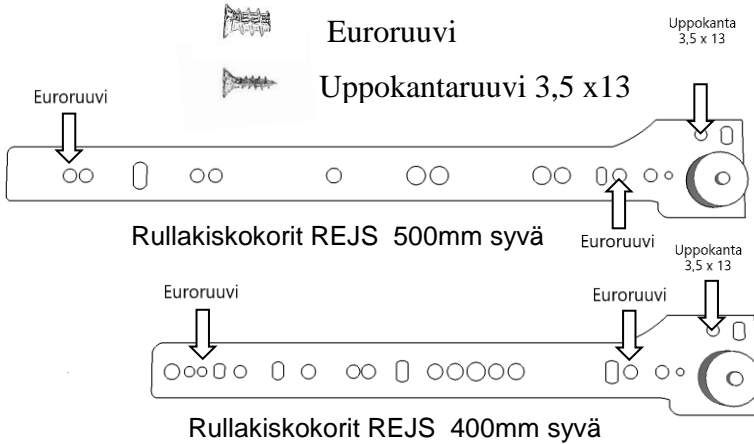 Euroruuvi
Uppokantaruuvi 3,5 x13
Uppokanta
3,5 x 13
Euroruuvi
Rullakiskokorit REJS 500mm syvä
Euroruuvi
Uppokanta
3,5 x 13
Euroruuvi
Euroruuvi
Rullakiskokorit REJS 400mm syvä